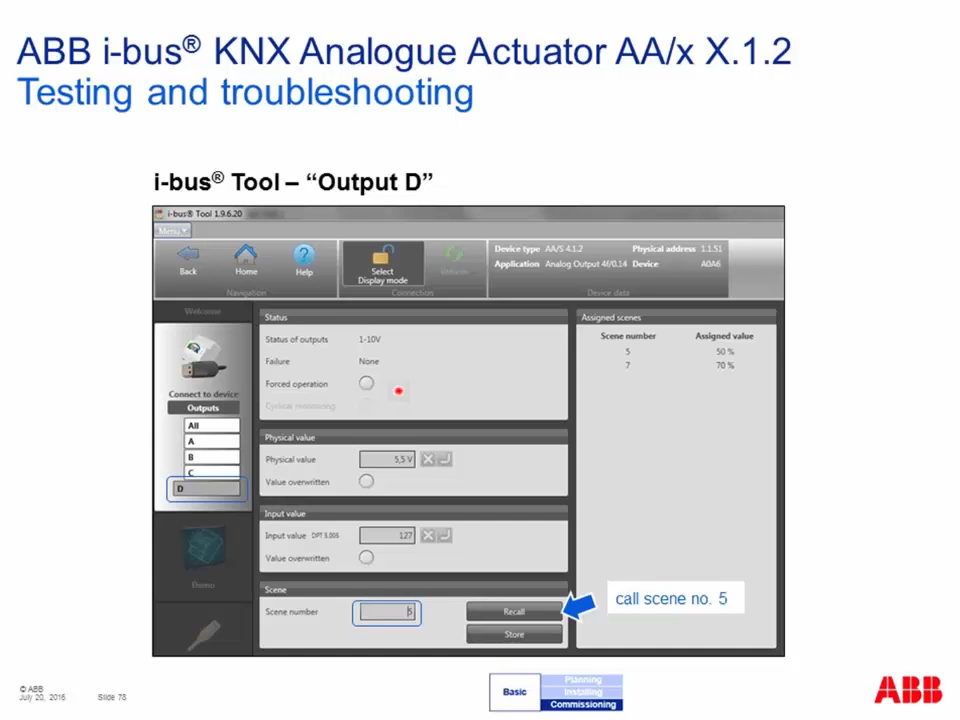 ABB i-bus® KNX Analogue Actuator AA/x X.1.2
Testing and troubleshooting
i-bus® Tool – “Output D”
i-bus® Tool 1.9.6.20
Menu
Back
Home
Help
Navigation
Select
Display mode
Connection
Device type AA/S 4.1.2 Physical address 1.1.51
Application Analog Output 4f/0.14 Device A0A6
Device data
Welcome
Connect to device
Outputs
All
A
B
C
D
Demo
Status
Status of outputs 1-10V
Failure None
Forced operation
Cyclical monitoring
Physical value
Physical value 5,5 V
Value overwritten
Input value
Input value DPT 5.005 127
Value overwritten
Scene
Scene number 5
Recall
Store
Assigned scenes
Scene number Assigned value
5 50 %
7 70 %
call scene no. 5
© ABB
July 20, 2016 Slide 78
Basic
Planning
Installing
Commissioning
ABB